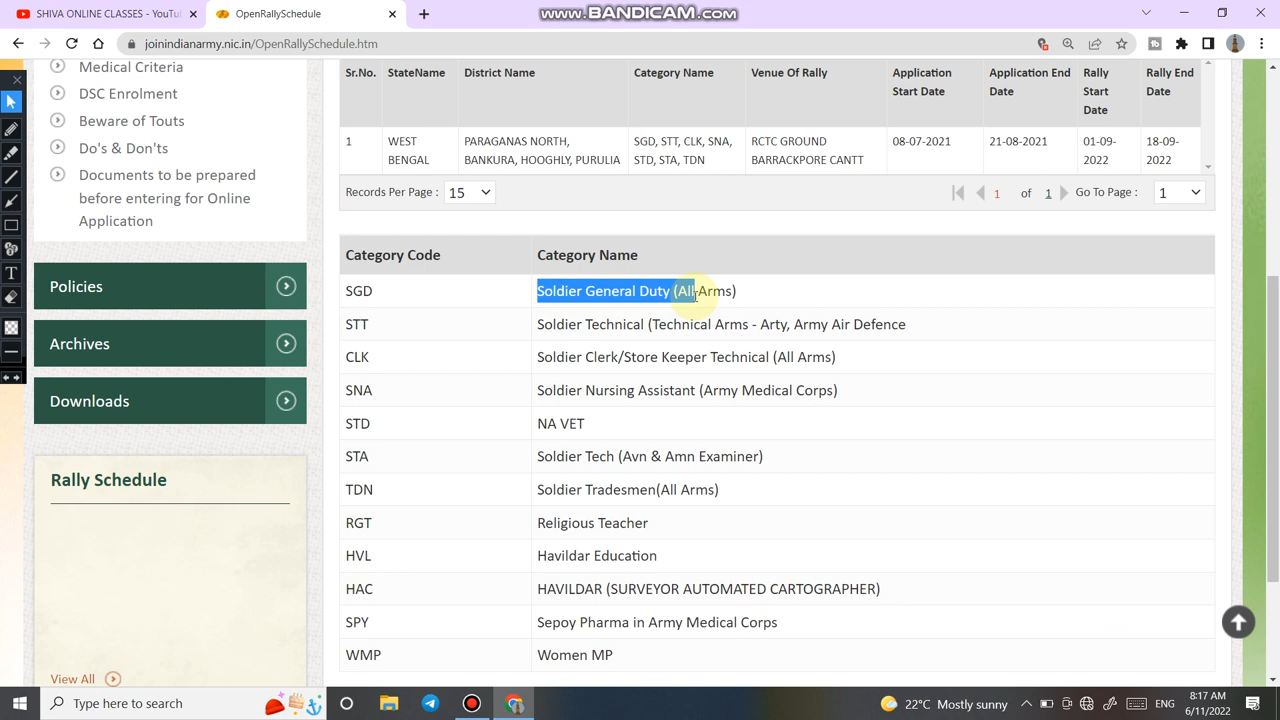 SHIVA ONLINE CLASSES - YouTu
OpenRallySchedule
WWW.BANDICAM.COM
joinindianarmy.nic.in/OpenRallySchedule.htm
Medical Criteria
DSC Enrolment
Beware of Touts
Do's & Don'ts
Documents to be prepared
before entering for Online
Application
Policies
Archives
Downloads
Rally Schedule
View All
Sr.No. StateName District Name Category Name Venue Of Rally Application Start Date Application End Date Rally Start Date Rally End Date
1 WEST BENGAL PARAGANAS NORTH, BANKURA, HOOGHLY, PURULIA SGD, STT, CLK, SNA, STD, STA, TDN RCTC GROUND BARRACKPORE CANTT 08-07-2021 21-08-2021 01-09-2022 18-09-2022
Records Per Page : 15 1 of 1 Go To Page : 1
Category Code Category Name
SGD Soldier General Duty (All Arms)
STT Soldier Technical (Technical Arms - Arty, Army Air Defence
CLK Soldier Clerk/Store Keeper Technical (All Arms)
SNA Soldier Nursing Assistant (Army Medical Corps)
STD NA VET
STA Soldier Tech (Avn & Amn Examiner)
TDN Soldier Tradesmen(All Arms)
RGT Religious Teacher
HVL Havildar Education
HAC HAVILDAR (SURVEYOR AUTOMATED CARTOGRAPHER)
SPY Sepoy Pharma in Army Medical Corps
WMP Women MP
Type here to search
22°C Mostly sunny
ENG
8:17 AM
6/11/2022